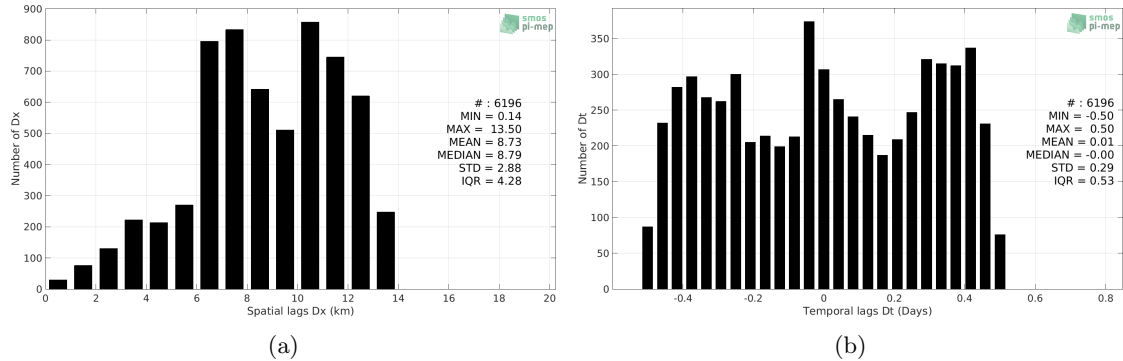 900
800
700
600
500
400
300
200
100
0
Number of Dx
0 2 4 6 8 10 12 14 16 18 20
Spatial lags Dx (km)
smos
pi-mep
# : 6196
MIN = 0.14
MAX = 13.50
MEAN = 8.73
MEDIAN = 8.79
STD = 2.88
IQR = 4.28
(a)
350
300
250
200
150
100
50
0
Number of Dt
-0.4 -0.2 0 0.2 0.4 0.6 0.8
Temporal lags Dt (Days)
smos
pi-mep
# : 6196
MIN = -0.50
MAX = 0.50
MEAN = 0.01
MEDIAN = -0.00
STD = 0.29
IQR = 0.53
(b)